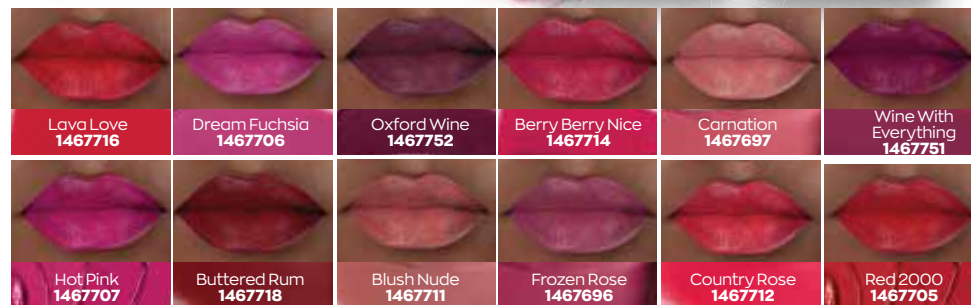 Lava Love
1467716
Dream Fuchsia
1467706
Oxford Wine
1467752
Berry Berry Nice
1467714
Carnation
1467697
Wine With
Everything
1467751
Hot Pink
1467707
Buttered Rum
1467718
Blush Nude
1467711
Frozen Rose
1467696
Country Rose
1467712
Red 2000
1467705